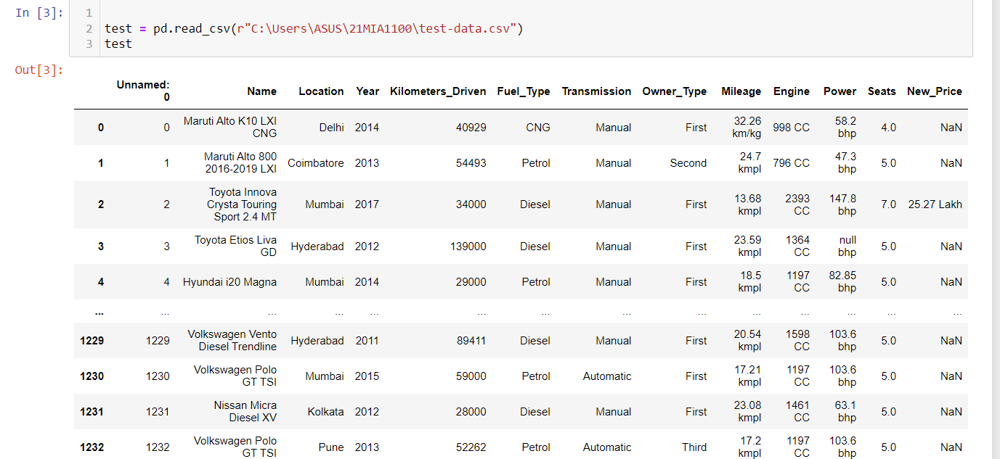 In [3]:
1
2 test = pd.read_csv(r"C:\Users\ASUS\21MIA1100\test-data.csv")
3 test
Out[3]:
Unnamed: 0 Name Location Year Kilometers_Driven Fuel_Type Transmission Owner_Type Mileage Engine Power Seats New_Price
0 0 Maruti Alto K10 LXI CNG Delhi 2014 40929 CNG Manual First 32.26 km/kg 998 CC 58.2 bhp 4.0 NaN
1 1 Maruti Alto 800 2016-2019 LXI Coimbatore 2013 54493 Petrol Manual Second 24.7 kmpl 796 CC 47.3 bhp 5.0 NaN
2 2 Toyota Innova Crysta Touring Sport 2.4 MT Mumbai 2017 34000 Diesel Manual First 13.68 kmpl 2393 CC 147.8 bhp 7.0 25.27 Lakh
3 3 Toyota Etios Liva GD Hyderabad 2012 139000 Diesel Manual First 23.59 kmpl 1364 CC null bhp 5.0 NaN
4 4 Hyundai i20 Magna Mumbai 2014 29000 Petrol Manual First 18.5 kmpl 1197 CC 82.85 bhp 5.0 NaN
... ... ... ... ... ... ... ... ... ... ... ... ... ...
1229 1229 Volkswagen Vento Diesel Trendline Hyderabad 2011 89411 Diesel Manual First 20.54 kmpl 1598 CC 103.6 bhp 5.0 NaN
1230 1230 Volkswagen Polo GT TSI Mumbai 2015 59000 Petrol Automatic First 17.21 kmpl 1197 CC 103.6 bhp 5.0 NaN
1231 1231 Nissan Micra Diesel XV Kolkata 2012 28000 Diesel Manual First 23.08 kmpl 1461 CC 63.1 bhp 5.0 NaN
1232 1232 Volkswagen Polo GT TSI Pune 2013 52262 Petrol Automatic Third 17.2 kmpl 1197 CC 103.6 bhp 5.0 NaN